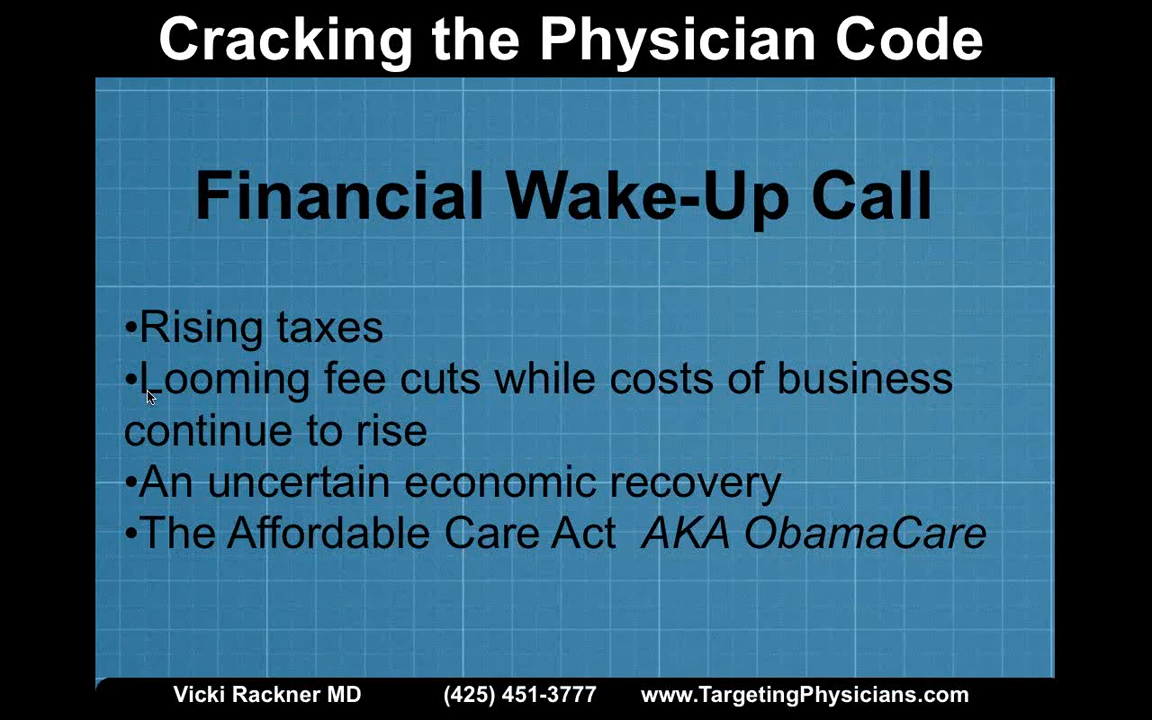 Cracking the Physician Code
Financial Wake-Up Call
•Rising taxes
•Looming fee cuts while costs of business
continue to rise
•An uncertain economic recovery
•The Affordable Care Act AKA ObamaCare
Vicki Rackner MD (425) 451-3777 www.TargetingPhysicians.com